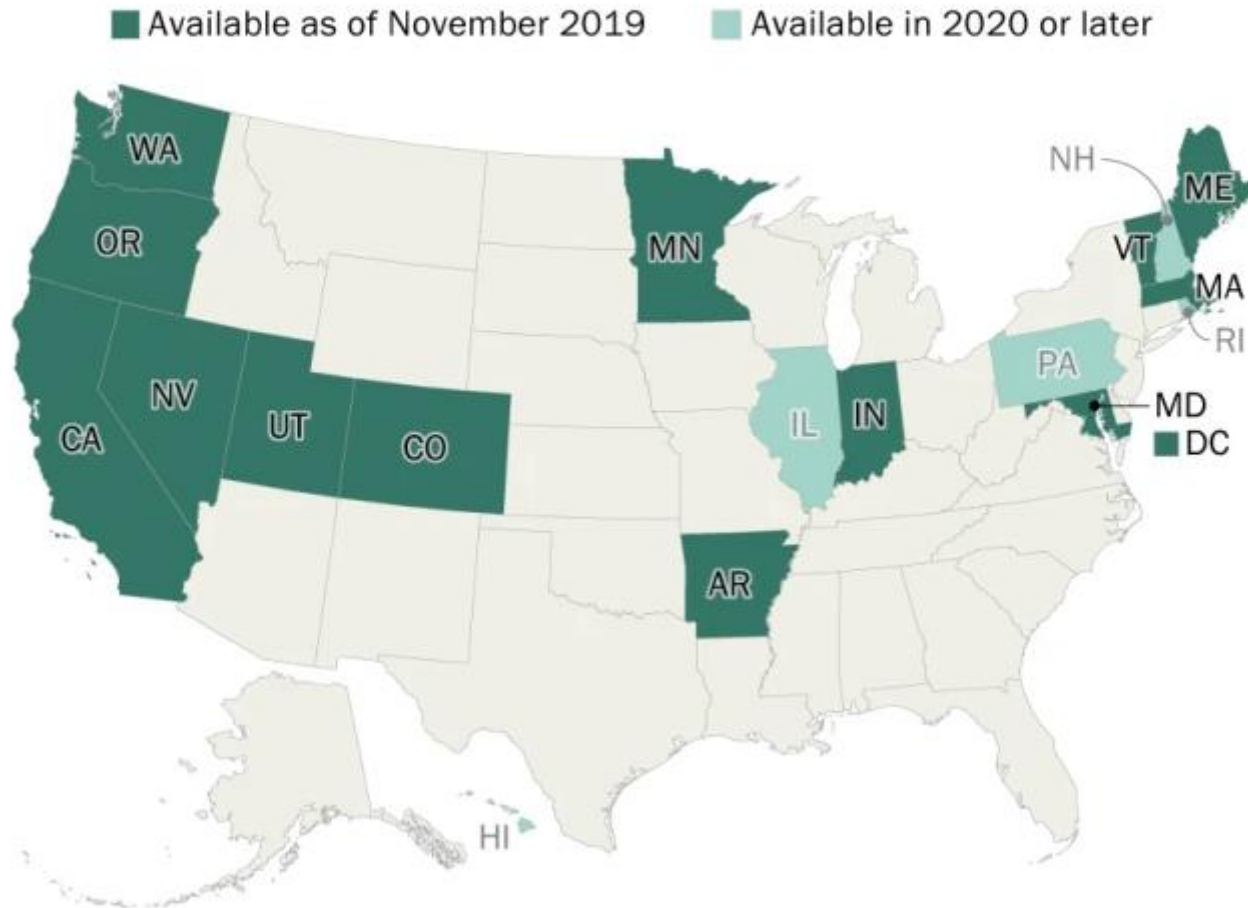 Available as of November 2019
Available in 2020 or later
WA
OR
CA
NV
UT
CO
MN
IL
IN
AR
PA
NH
VT
ME
MA
RI
MD
DC
HI